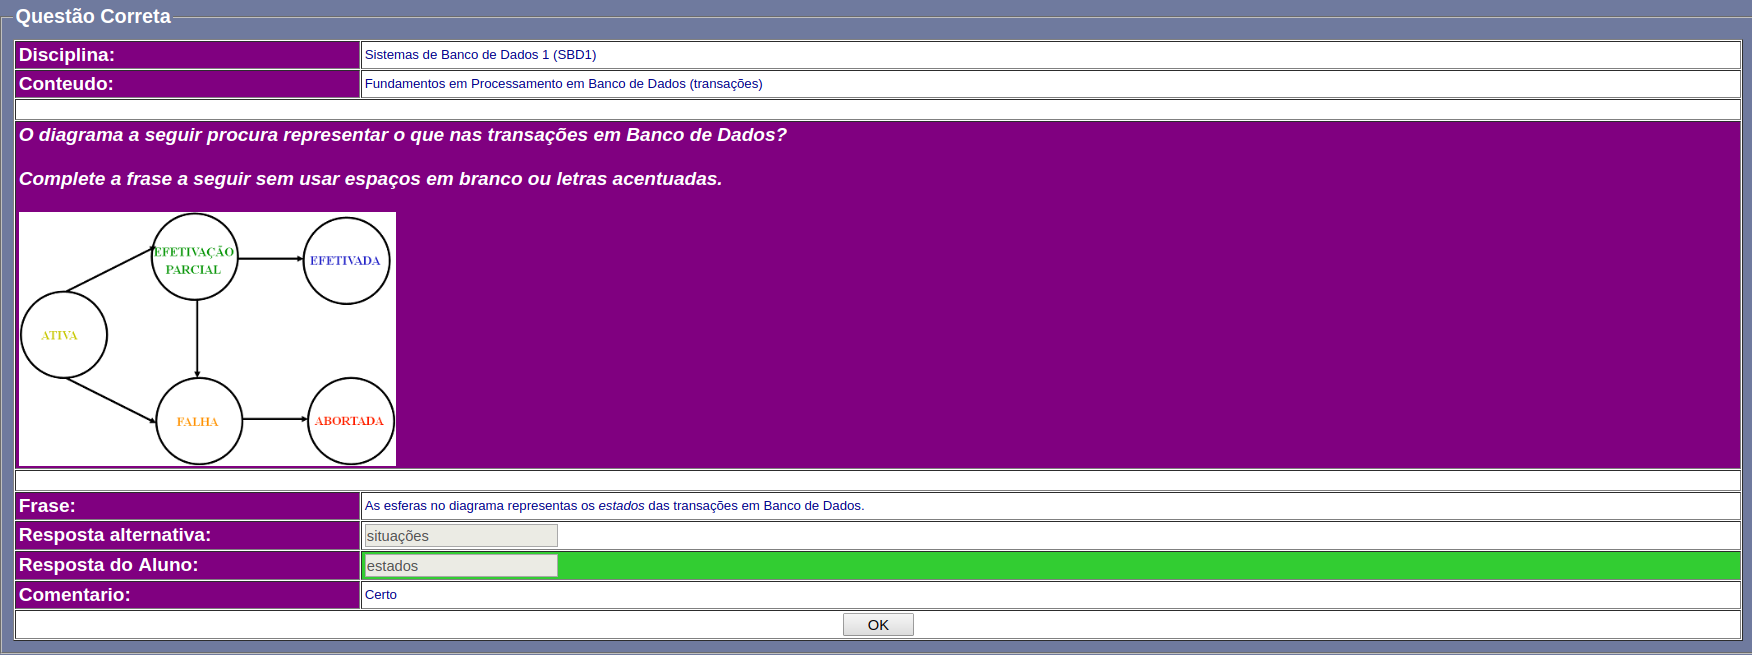 Questão Correta
Disciplina: Sistemas de Banco de Dados 1 (SBD1)
Conteudo: Fundamentos em Processamento em Banco de Dados (transações)
O diagrama a seguir procura representar o que nas transações em Banco de Dados?
Complete a frase a seguir sem usar espaços em branco ou letras acentuadas.
EFETIVAÇÃO
PARCIAL
EFETIVADA
ATIVA
FALHA
ABORTADA
Frase: As esferas no diagrama representas os estados das transações em Banco de Dados.
Resposta alternativa: situações
Resposta do Aluno: estados
Comentario: Certo
OK